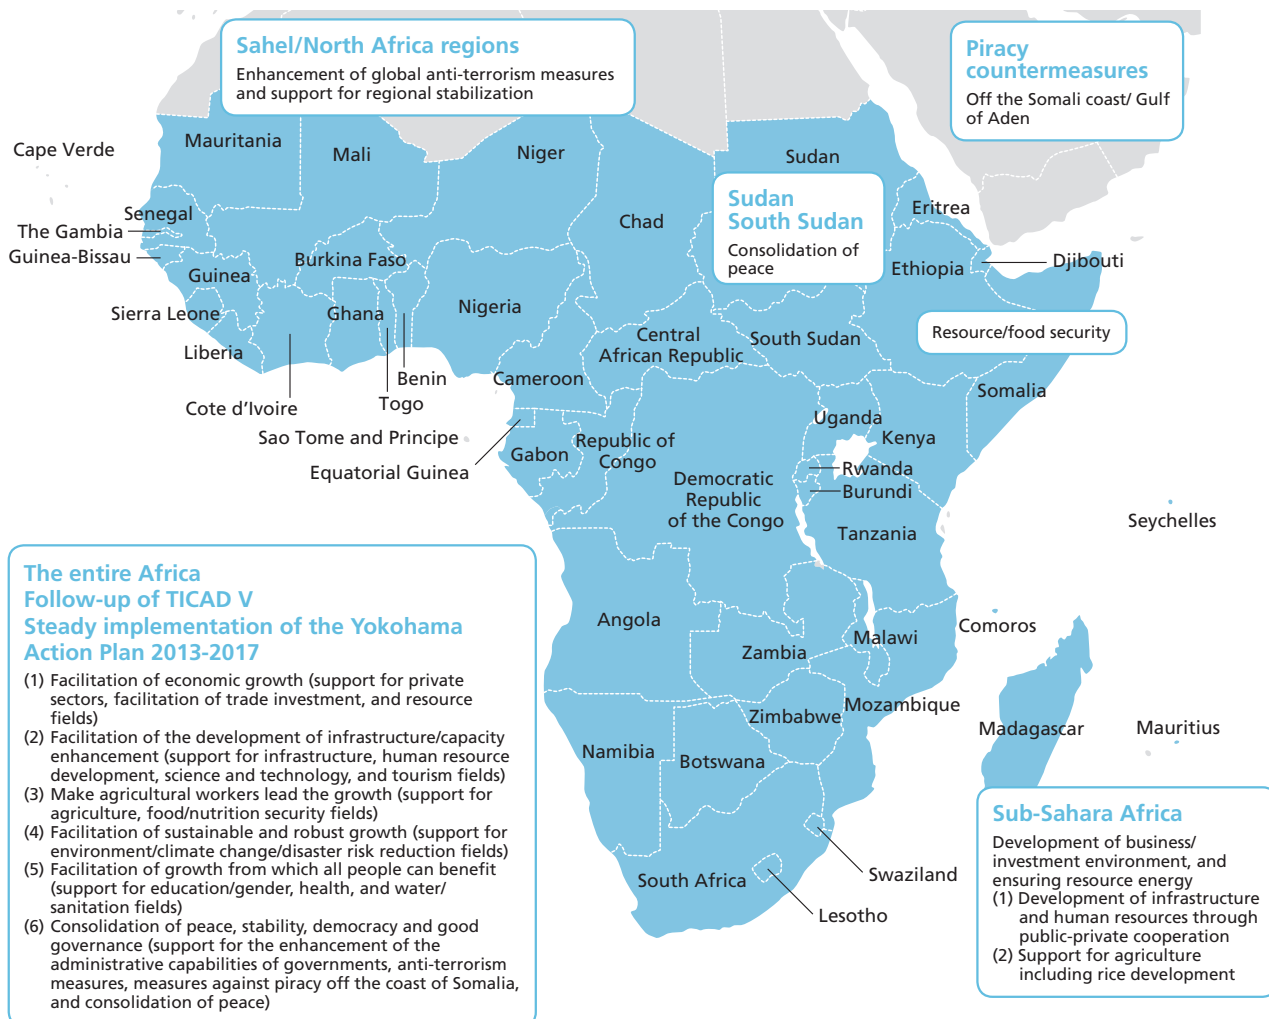 Sahel/North Africa regions
Enhancement of global anti-terrorism measures
and support for regional stabilization
Piracy
countermeasures
Off the Somali coast/ Gulf
of Aden
Cape Verde
Mauritania
Mali
Niger
Sudan
Sudan
South Sudan
Consolidation of
peace
Chad
Eritrea
Senegal
The Gambia
Guinea-Bissau
Guinea
Burkina Faso
Ethiopia
Djibouti
Sierra Leone
Ghana
Nigeria
Resource/food security
Central
African Republic
South Sudan
Liberia
Benin
Cameroon
Somalia
Togo
Cote d’Ivoire
Uganda
Sao Tome and Principe
Kenya
Republic of
Congo
Gabon
Equatorial Guinea
Rwanda
Democratic
Republic
of the Congo
Burundi
Tanzania
Seychelles
The entire Africa
Follow-up of TICAD V
Steady implementation of the Yokohama
Action Plan 2013-2017
(1) Facilitation of economic growth (support for private
sectors, facilitation of trade investment, and resource
fields)
(2) Facilitation of the development of infrastructure/capacity
enhancement (support for infrastructure, human resource
development, science and technology, and tourism fields)
(3) Make agricultural workers lead the growth (support for
agriculture, food/nutrition security fields)
(4) Facilitation of sustainable and robust growth (support for
environment/climate change/disaster risk reduction fields)
(5) Facilitation of growth from which all people can benefit
(support for education/gender, health, and water/
sanitation fields)
(6) Consolidation of peace, stability, democracy and good
governance (support for the enhancement of the
administrative capabilities of governments, anti-terrorism
measures, measures against piracy off the coast of Somalia,
and consolidation of peace)
Angola
Comoros
Malawi
Zambia
Mozambique
Zimbabwe
Madagascar
Mauritius
Namibia
Botswana
Swaziland
South Africa
Lesotho
Sub-Sahara Africa
Development of business/
investment environment, and
ensuring resource energy
(1) Development of infrastructure
and human resources through
public-private cooperation
(2) Support for agriculture
including rice development